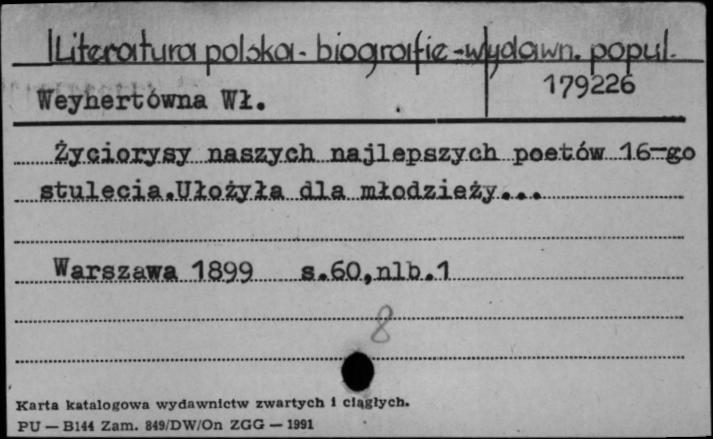 Literatura polska - biografie - wydawn. popul.
179226
Weyhertówna Wł.
Życiorysy naszych najlepszych poetów 16-go
stulecia.Ułożyła dla młodzieży...
Warszawa 1899 s.60,nlb.1
8
Karta katalogowa wydawnictw zwartych i ciągłych.
PU — B144 Zam. 849/DW/On ZGG — 1991